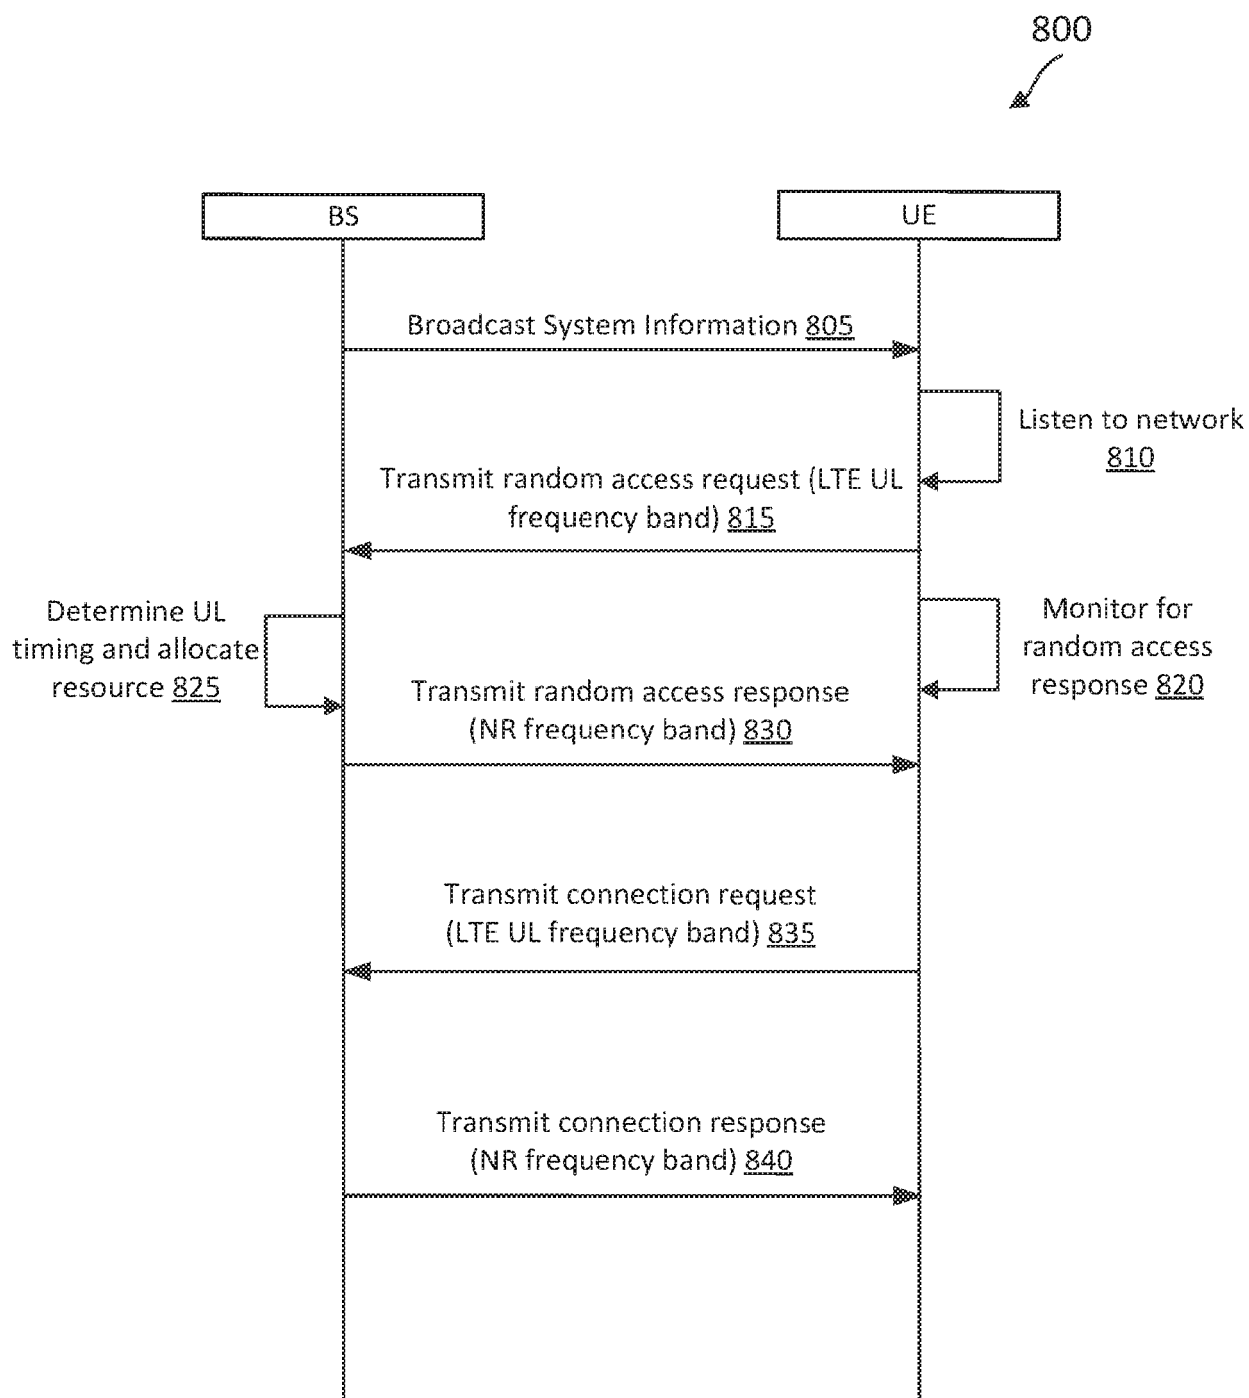 800
BS
UE
Broadcast System Information 805
Listen to network
810
Transmit random access request (LTE UL
frequency band) 815
Determine UL
timing and allocate
resource 825
Monitor for
random access
response 820
Transmit random access response
(NR frequency band) 830
Transmit connection request
(LTE UL frequency band) 835
Transmit connection response
(NR frequency band) 840